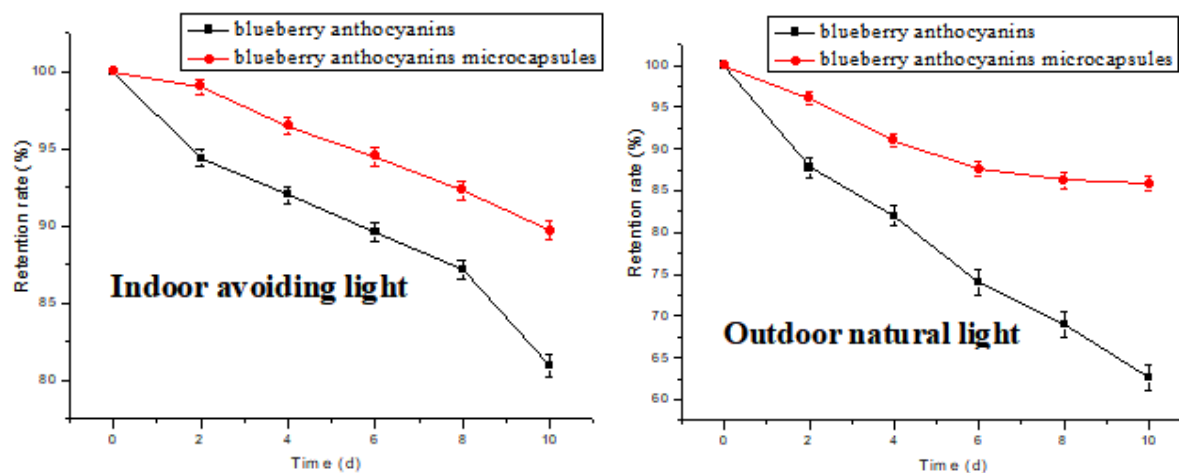 blueberry anthocyanins
blueberry anthocyanins microcapsules
100
95
90
85
80
Retention rate (%)
Indoor avoiding light
0 2 4 6 8 10
Time (d)
blueberry anthocyanins
blueberry anthocyanins microcapsules
100
95
90
85
80
75
70
65
60
Retention rate (%)
Outdoor natural light
0 2 4 6 8 10
Time (d)